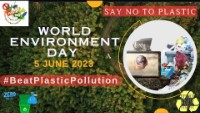 SAY NO TO PLASTIC
WORLD
ENVIRONMENT
DAY
5 JUNE 2023
#BeatPlasticPollution